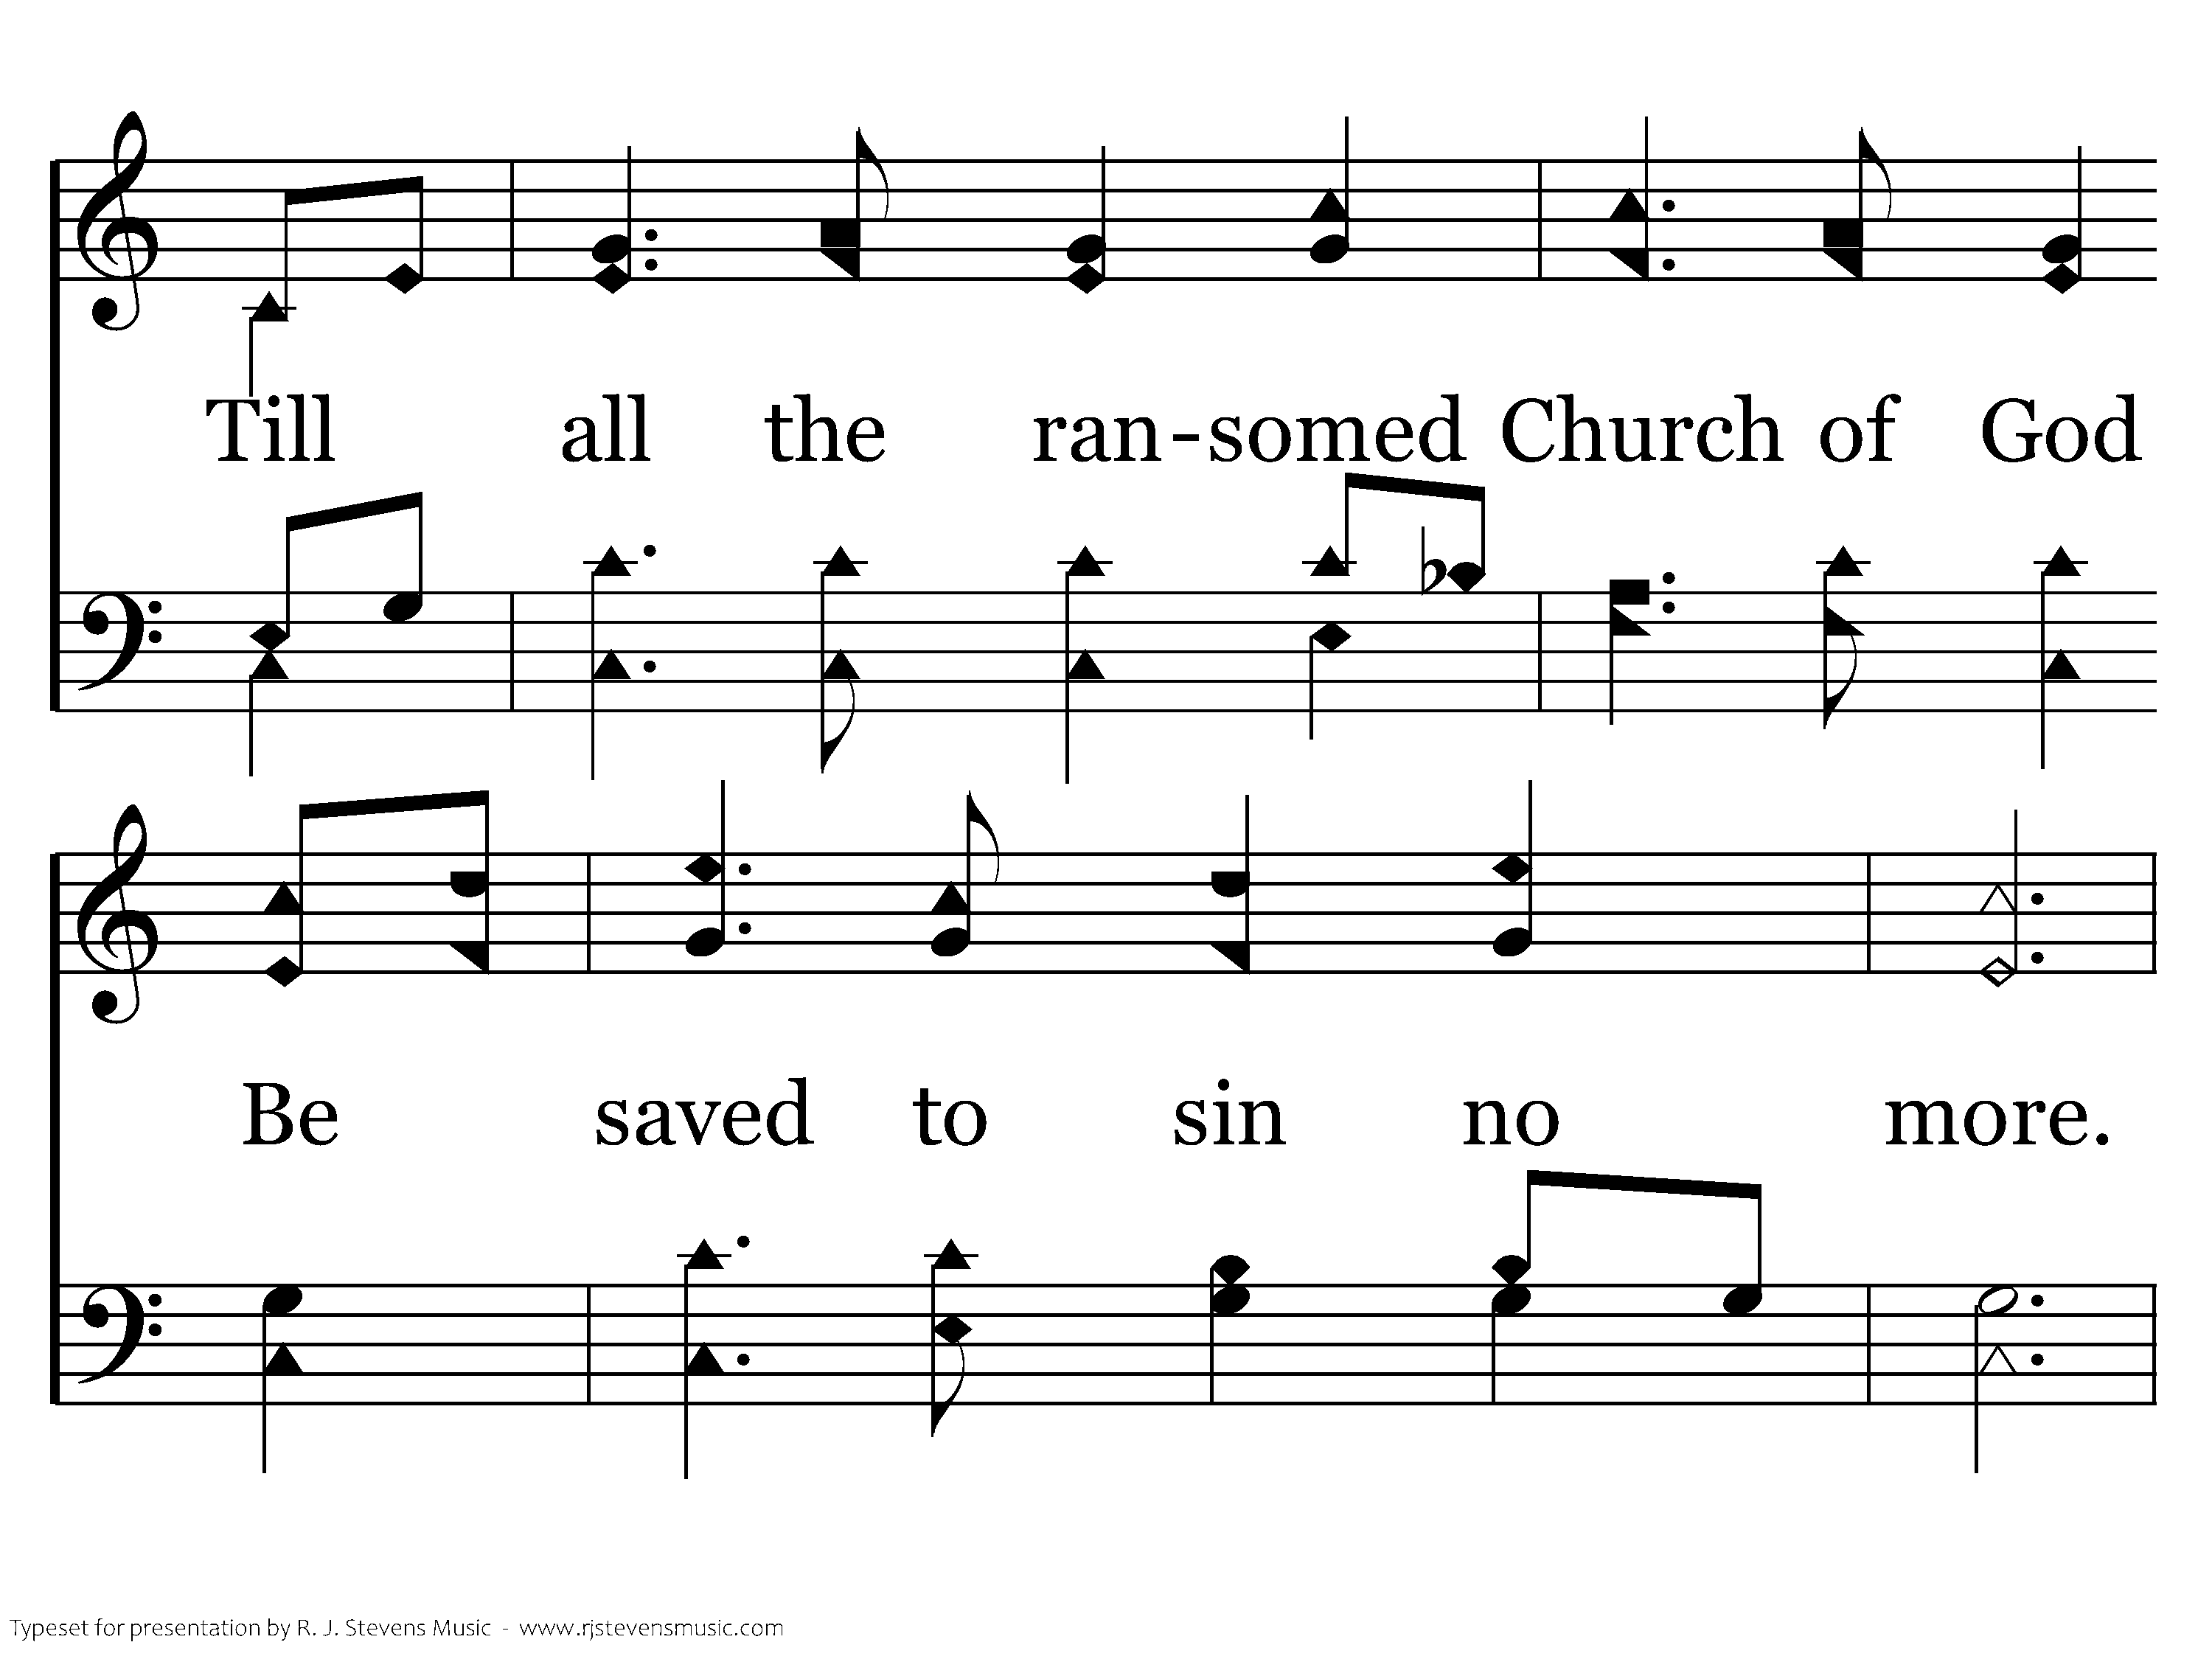 Till all the ran-somed Church of God
Be saved to sin no more.
Typeset for presentation by R. J. Stevens Music - www.rjstevensmusic.com